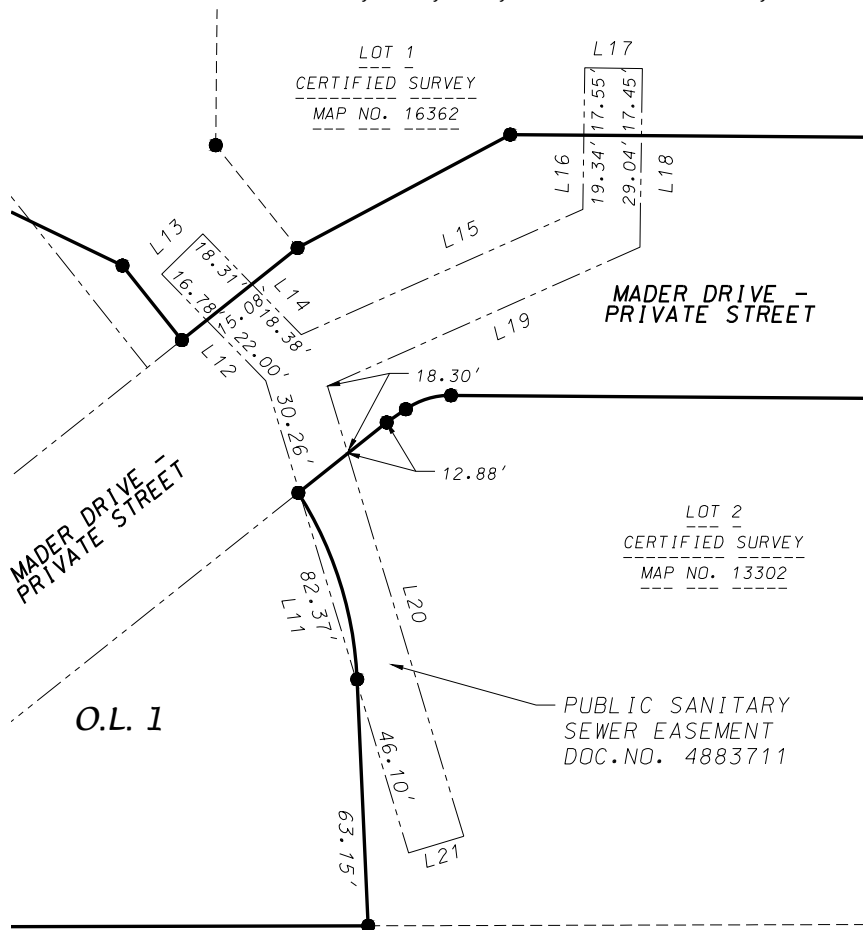 LOT 1
CERTIFIED SURVEY
MAP NO. 16362
L17
17.55'
17.45'
L16
19.34'
29.04'
L18
L13
18.31'
L14
L15
16.78'
15.08'
18.38'
L12
22.00'
L19
MADER DRIVE -
PRIVATE STREET
30.26'
18.30'
12.88'
MADER DRIVE -
PRIVATE STREET
LOT 2
CERTIFIED SURVEY
MAP NO. 13302
82.37'
L11
L20
O.L. 1
PUBLIC SANITARY
SEWER EASEMENT
DOC.NO. 4883711
46.10'
63.15'
L21